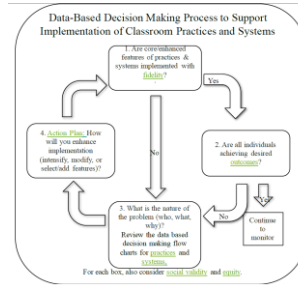 Data-Based Decision Making Process to Support
Implementation of Classroom Practices and Systems
1. Are core/enhanced
features of practices &
systems implemented with
fidelity?
Yes
No
4. Action Plan: How
will you enhance
implementation
(intensify, modify, or
select/add features)?
2. Are all individuals
achieving desired
outcomes?
No
Yes
3. What is the nature of
the problem (who, what,
why)?
Review the data based
decision making flow
charts for practices and
systems.
Continue
to
monitor
For each box, also consider social validity and equity.